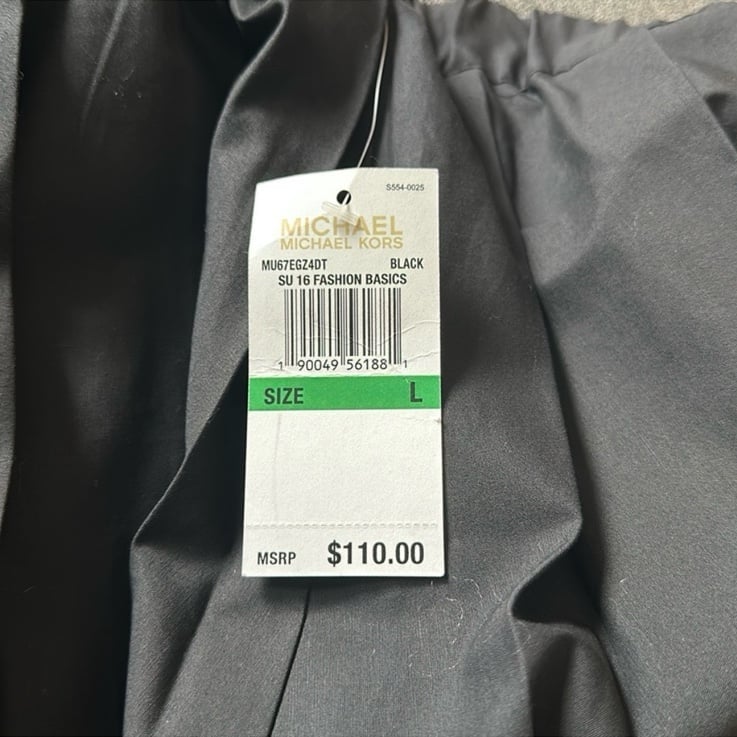 S554-0025
MICHAEL
MICHAEL KORS
MU67EGZ4DT BLACK
SU 16 FASHION BASICS
1 90049 56188 1
SIZE L
MSRP $110.00